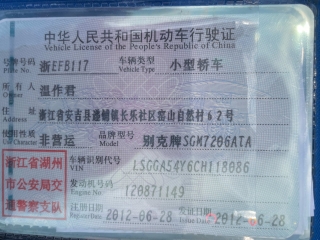 中华人民共和国机动车行驶证
Vehicle License of the People's Republic of China
号牌号码 浙EFB117 车辆类型 小型轿车
Plate No. Vehicle Type
所有人 温作君
Owner
住址 浙江省安吉县递铺镇长乐社区窑山自然村62号
Address
使用性质 非营运 品牌型号 别克牌SGM7206ATA
Use Character Model
浙江省湖州 车辆识别代号 LSGGA54Y6CH118086
VIN
市公安局交 发动机号码 120871149
Engine No.
通警察支队 注册日期 2012-06-28 发证日期 2012-06-28
Register Date Issue Date